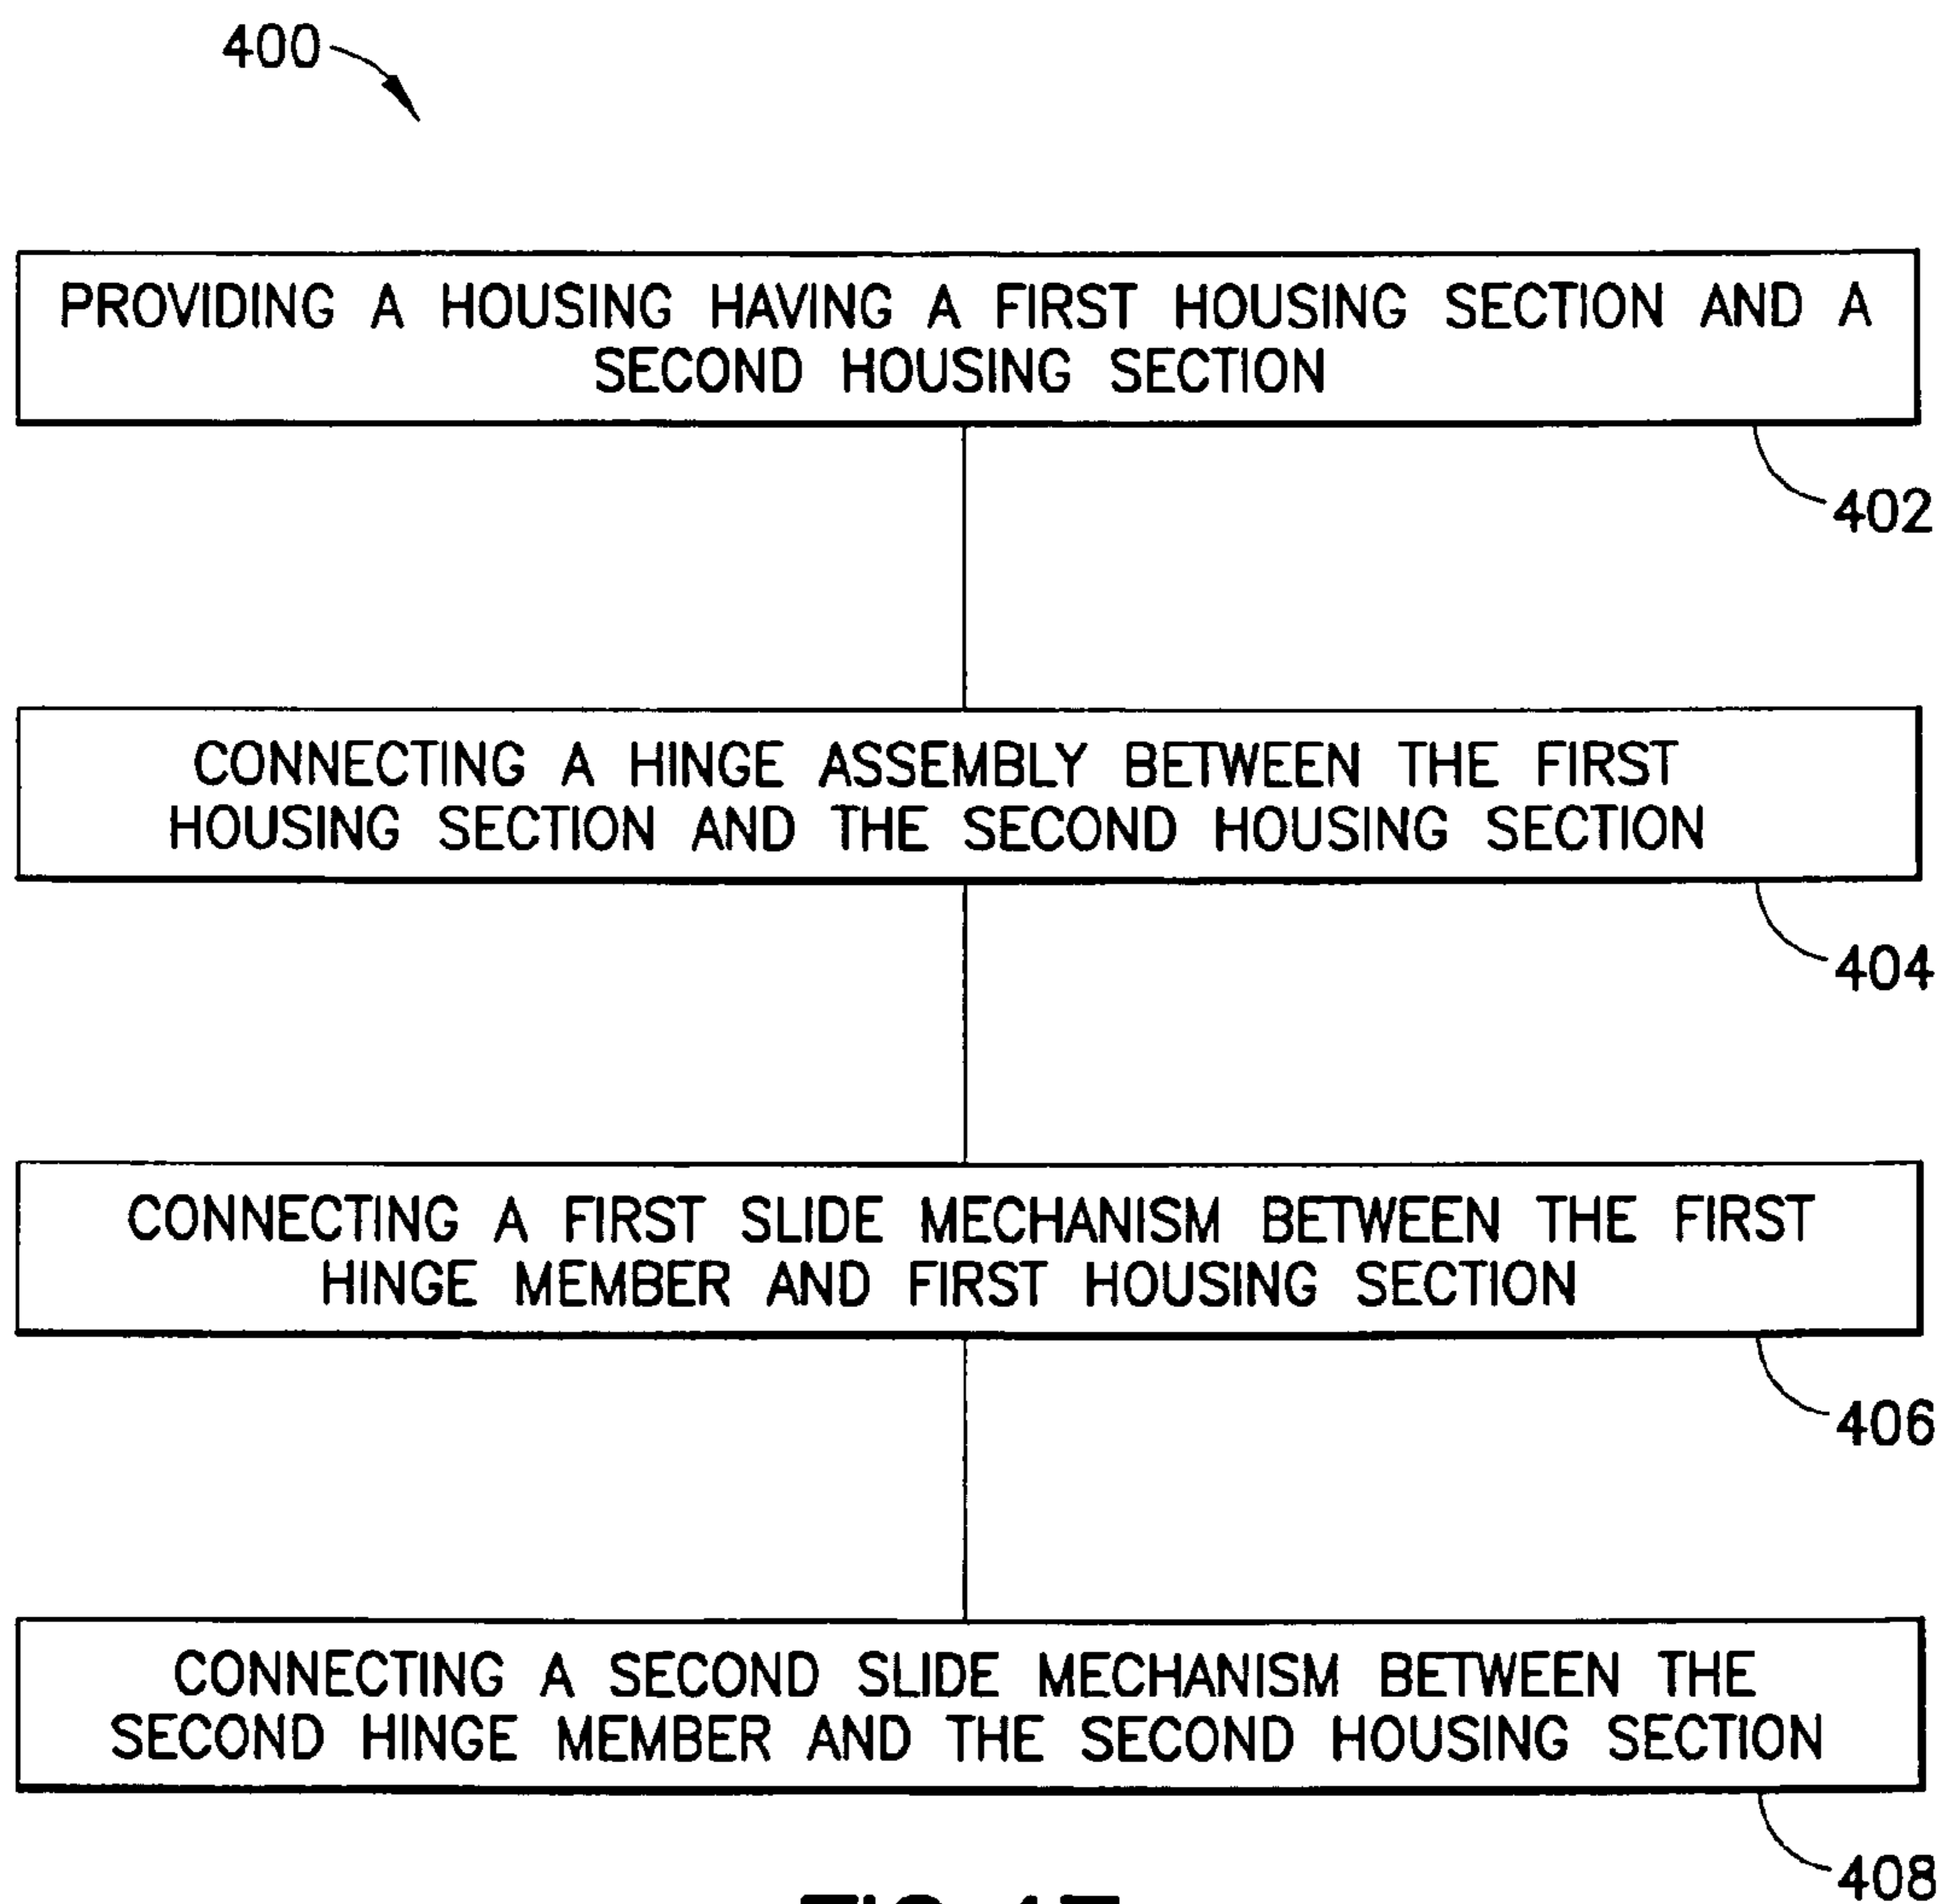 400
PROVIDING A HOUSING HAVING A FIRST HOUSING SECTION AND A
SECOND HOUSING SECTION
402
CONNECTING A HINGE ASSEMBLY BETWEEN THE FIRST
HOUSING SECTION AND THE SECOND HOUSING SECTION
404
CONNECTING A FIRST SLIDE MECHANISM BETWEEN THE FIRST
HINGE MEMBER AND FIRST HOUSING SECTION
406
CONNECTING A SECOND SLIDE MECHANISM BETWEEN THE
SECOND HINGE MEMBER AND THE SECOND HOUSING SECTION
408